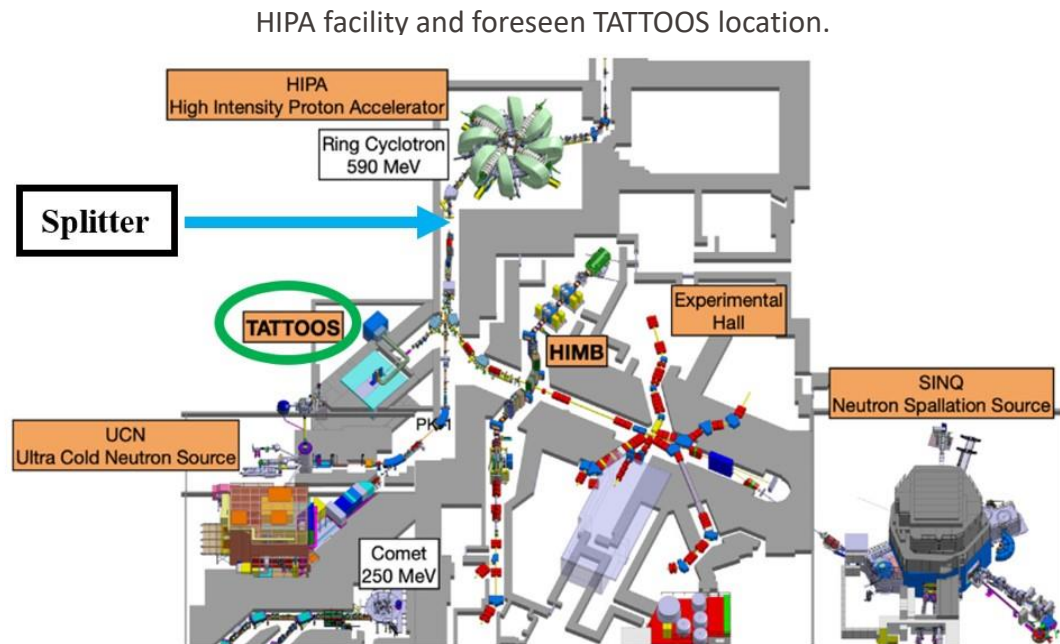 HIPA facility and foreseen TATTOOS location.
HIPA
High Intensity Proton Accelerator
Ring Cyclotron
590 MeV
Splitter
TATTOOS
Experimental
Hall
HIMB
SINQ
Neutron Spallation Source
UCN
Ultra Cold Neutron Source
Comet
250 MeV